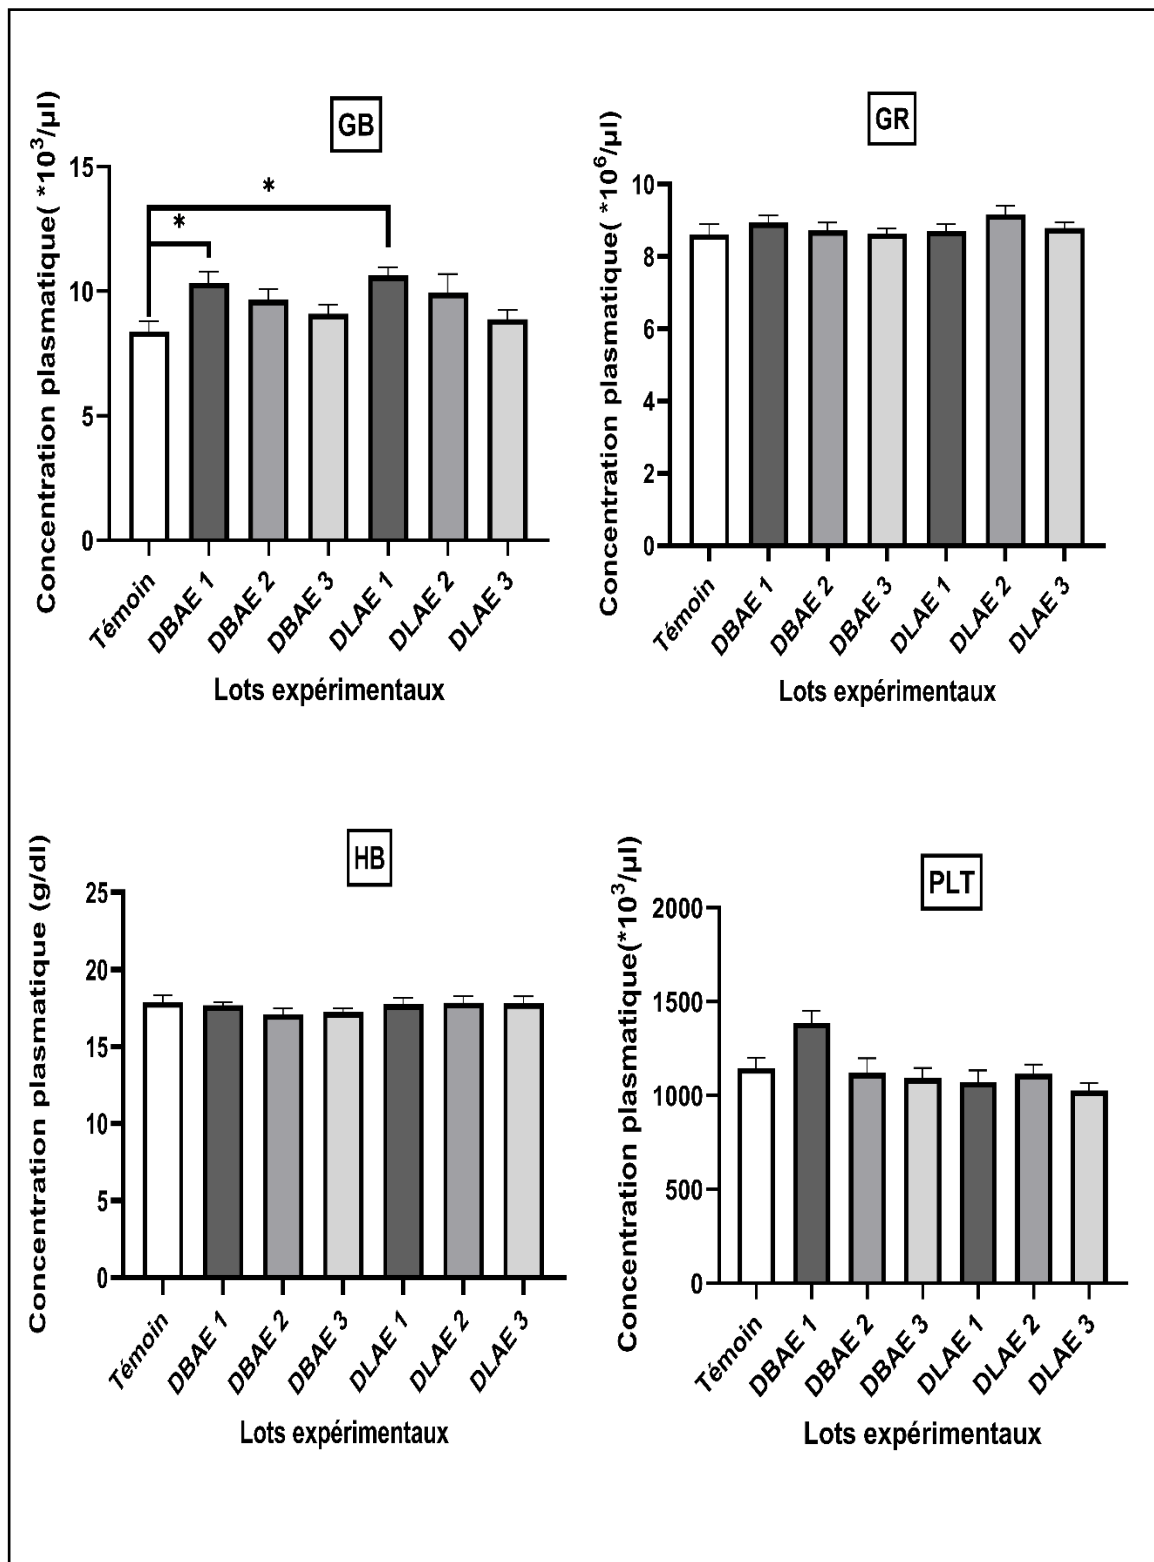 GB
Concentration plasmatique( *10³/µl)
15
10
5
0
*
*
Témoin
DBAE 1
DBAE 2
DBAE 3
DLAE 1
DLAE 2
DLAE 3
Lots expérimentaux
GR
Concentration plasmatique( *10⁶/µl)
10
8
6
4
2
0
Témoin
DBAE 1
DBAE 2
DBAE 3
DLAE 1
DLAE 2
DLAE 3
Lots expérimentaux
HB
Concentration plasmatique (g/dl)
25
20
15
10
5
0
Témoin
DBAE 1
DBAE 2
DBAE 3
DLAE 1
DLAE 2
DLAE 3
Lots expérimentaux
PLT
Concentration plasmatique(*10³/µl)
2000
1500
1000
500
0
Témoin
DBAE 1
DBAE 2
DBAE 3
DLAE 1
DLAE 2
DLAE 3
Lots expérimentaux